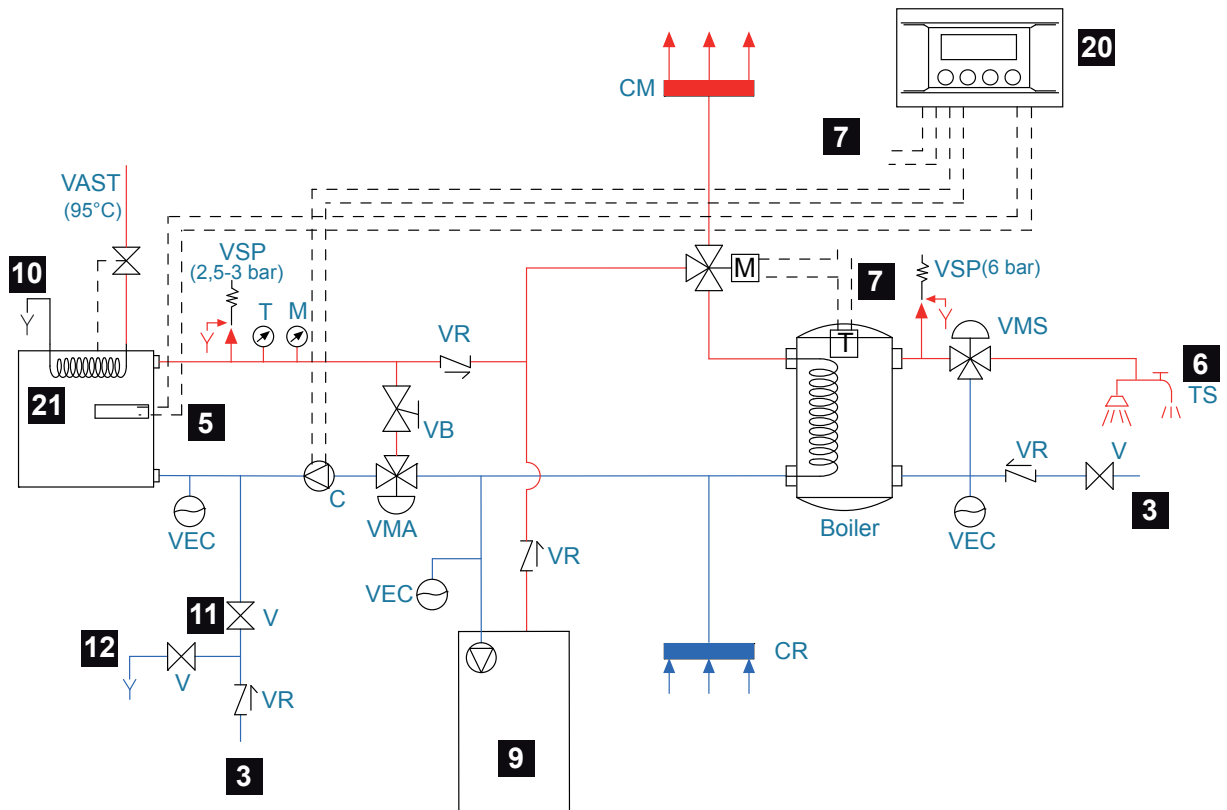 20
CM
7
VAST
(95°C)
VSP
(2,5-3 bar)
10
T
M
M
7
VSP(6 bar)
VR
VMS
T
6
TS
21
5
VB
VR
V
C
3
VEC
VMA
Boiler
VEC
VR
VEC
11
V
12
V
CR
VR
9
3